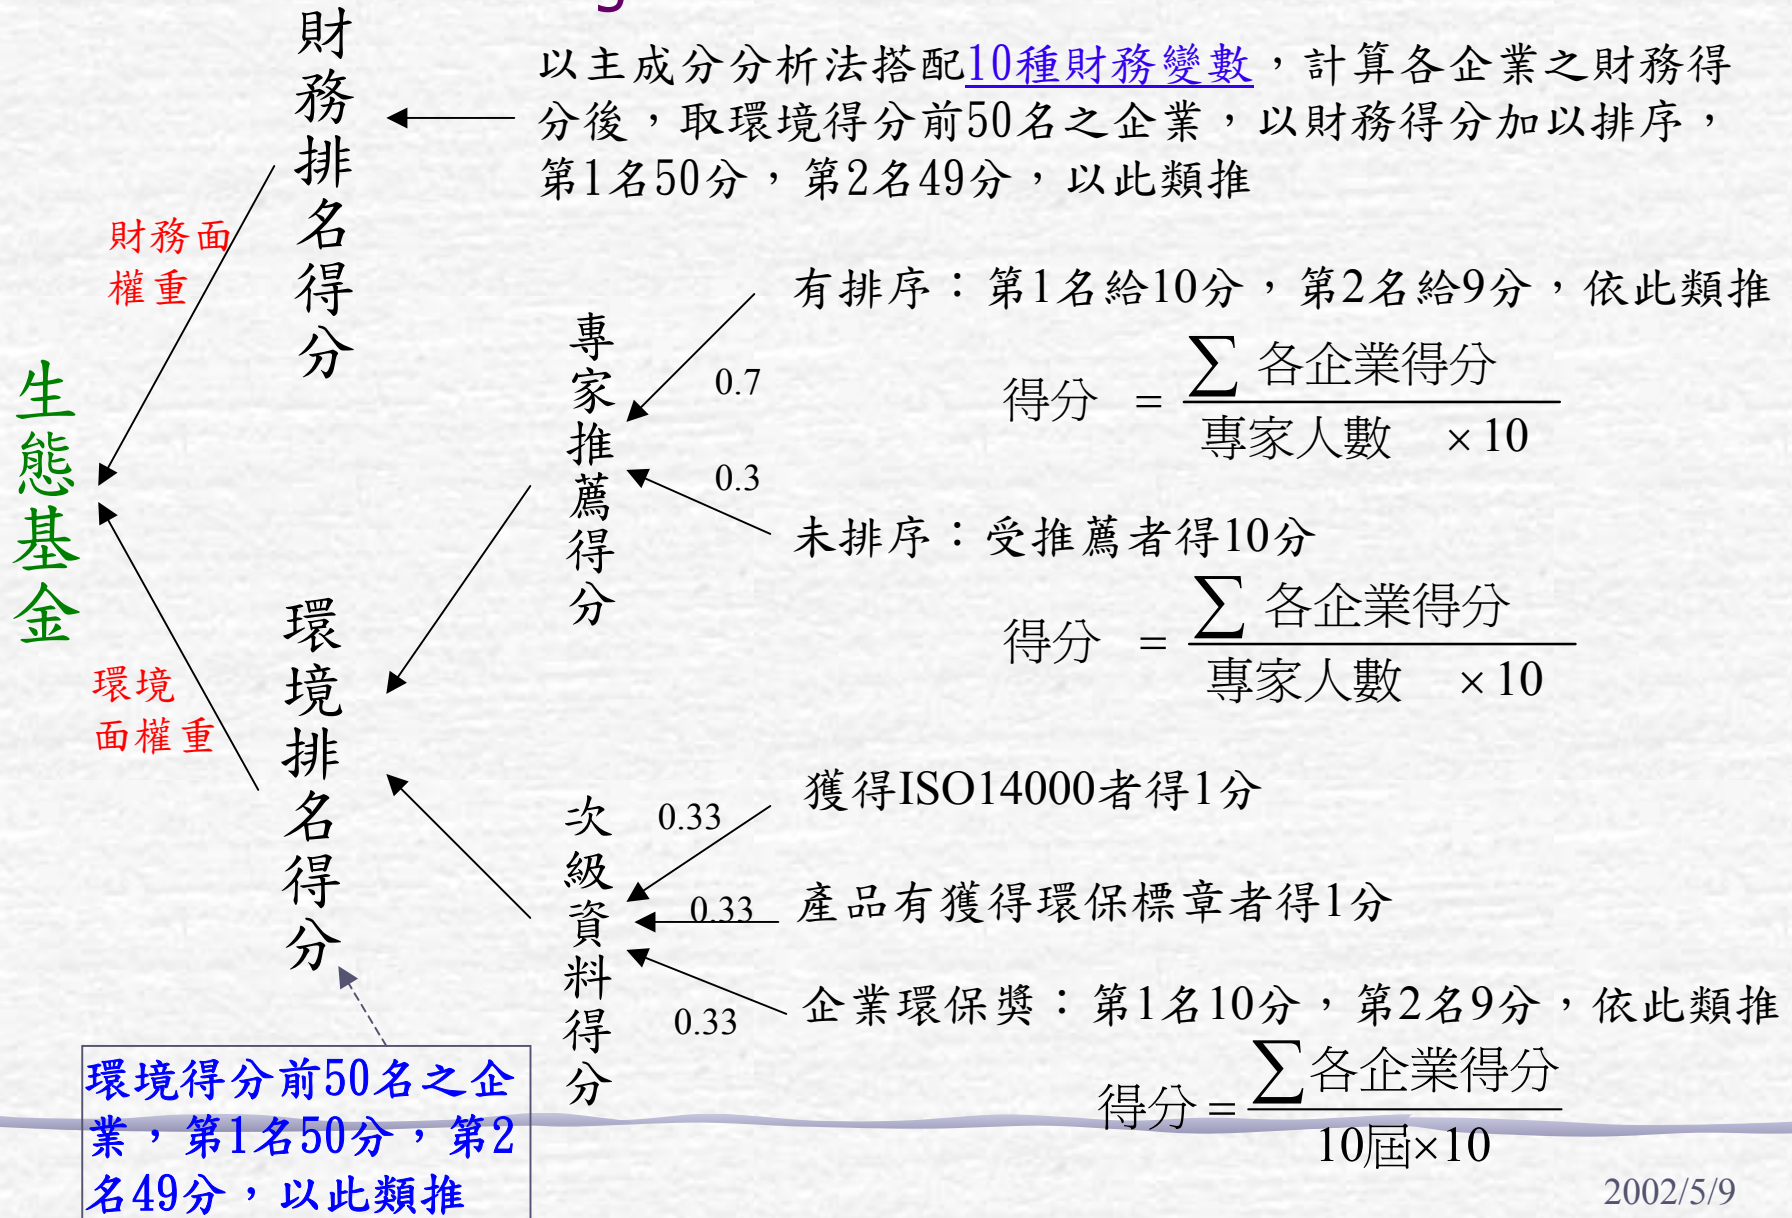 財務排名得分
以主成分分析法搭配10種財務變數，計算各企業之財務得
分後，取環境得分前50名之企業，以財務得分加以排序，
第1名50分，第2名49分，以此類推
財務面
權重
生態基金
環境
面權重
專家推薦得分
有排序：第1名給10分，第2名給9分，依此類推
0.7
得分 = ∑ 各企業得分
專家人數 × 10
0.3
未排序：受推薦者得10分
得分 = ∑ 各企業得分
專家人數 × 10
環境排名得分
次級資料得分
0.33
獲得ISO14000者得1分
0.33
產品有獲得環保標章者得1分
0.33
企業環保獎：第1名10分，第2名9分，依此類推
得分 = ∑各企業得分
10屆×10
環境得分前50名之企
業，第1名50分，第2
名49分，以此類推
2002/5/9